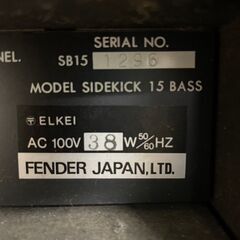 NEL. SERIAL NO.
SB15 1296
MODEL SIDEKICK 15 BASS
〒 ELKEI
AC 100V 38 W 50/60 HZ
FENDER JAPAN,LTD.